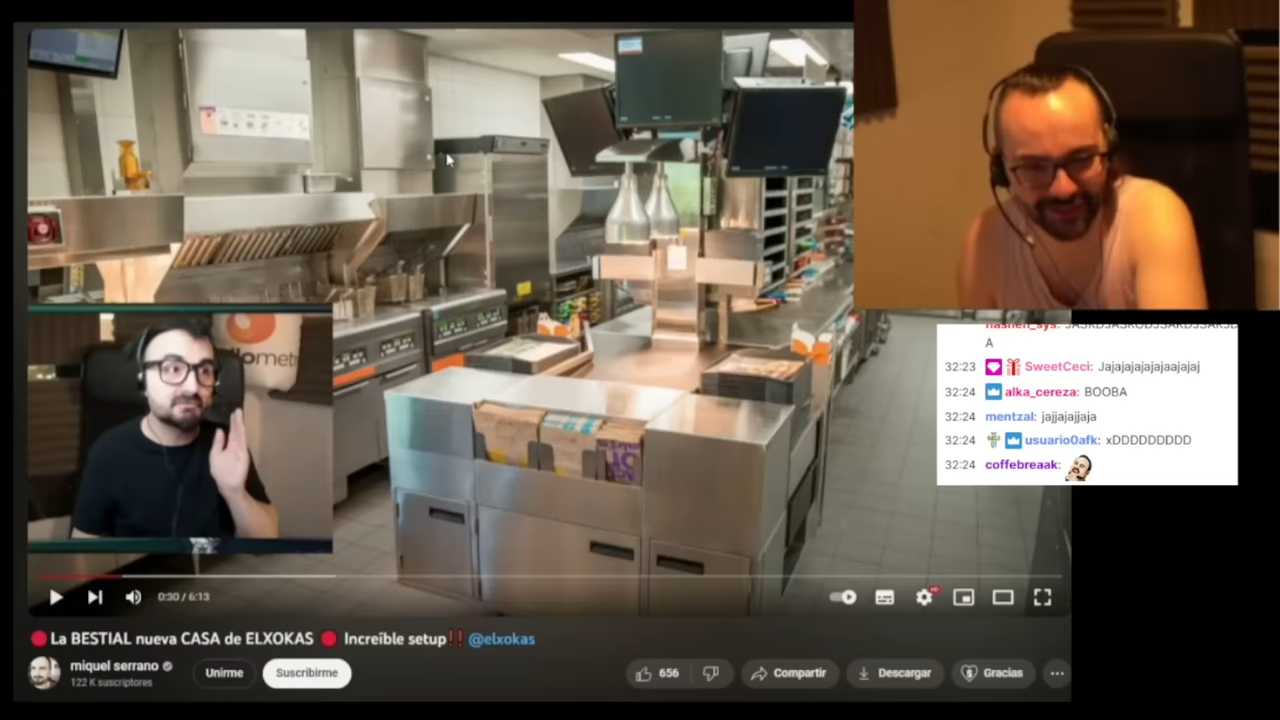 0:30 / 6:13
La BESTIAL nueva CASA de ELXOKAS Increíble setup @elxokas
miquel serrano
122 K suscriptores
Unirme
Suscribirme
656
Compartir
Descargar
Gracias
nashen_sys:
A
32:23 SweetCeci: Jajajajajajaajajaj
32:24 alka_cereza: BOOBA
32:24 mentzal: jajjajajjaja
32:24 usuario0afk: xDDDDDDDDD
32:24 coffebreaak: